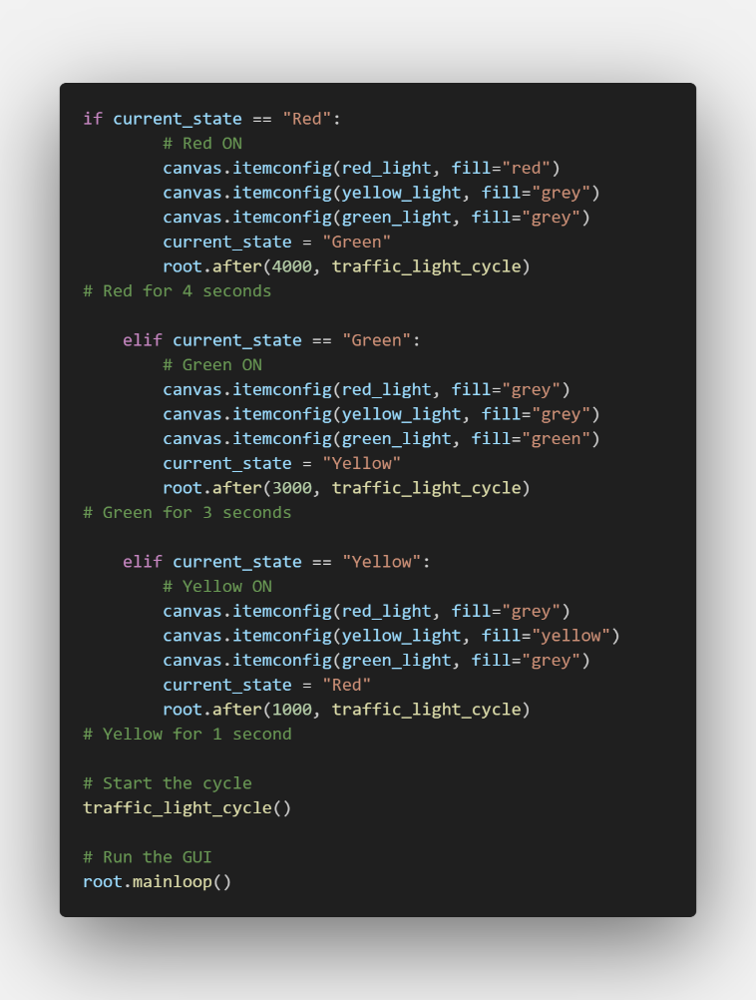 if current_state == "Red":
        # Red ON
        canvas.itemconfig(red_light, fill="red")
        canvas.itemconfig(yellow_light, fill="grey")
        canvas.itemconfig(green_light, fill="grey")
        current_state = "Green"
        root.after(4000, traffic_light_cycle)
# Red for 4 seconds

    elif current_state == "Green":
        # Green ON
        canvas.itemconfig(red_light, fill="grey")
        canvas.itemconfig(yellow_light, fill="grey")
        canvas.itemconfig(green_light, fill="green")
        current_state = "Yellow"
        root.after(3000, traffic_light_cycle)
# Green for 3 seconds

    elif current_state == "Yellow":
        # Yellow ON
        canvas.itemconfig(red_light, fill="grey")
        canvas.itemconfig(yellow_light, fill="yellow")
        canvas.itemconfig(green_light, fill="grey")
        current_state = "Red"
        root.after(1000, traffic_light_cycle)
# Yellow for 1 second

# Start the cycle
traffic_light_cycle()

# Run the GUI
root.mainloop()